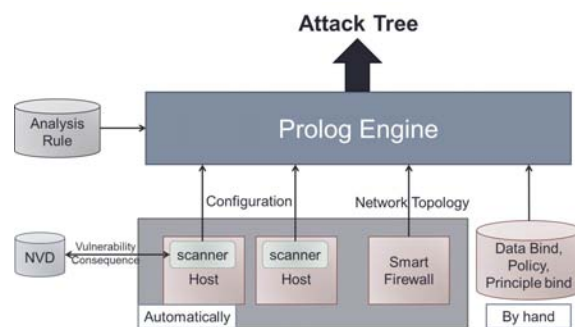 Attack Tree
Analysis
Rule
Prolog Engine
Configuration
Network Topology
NVD
Vulnerability
Consequence
scanner
Host
scanner
Host
Smart
Firewall
Data Bind,
Policy,
Principle bind
Automatically
By hand